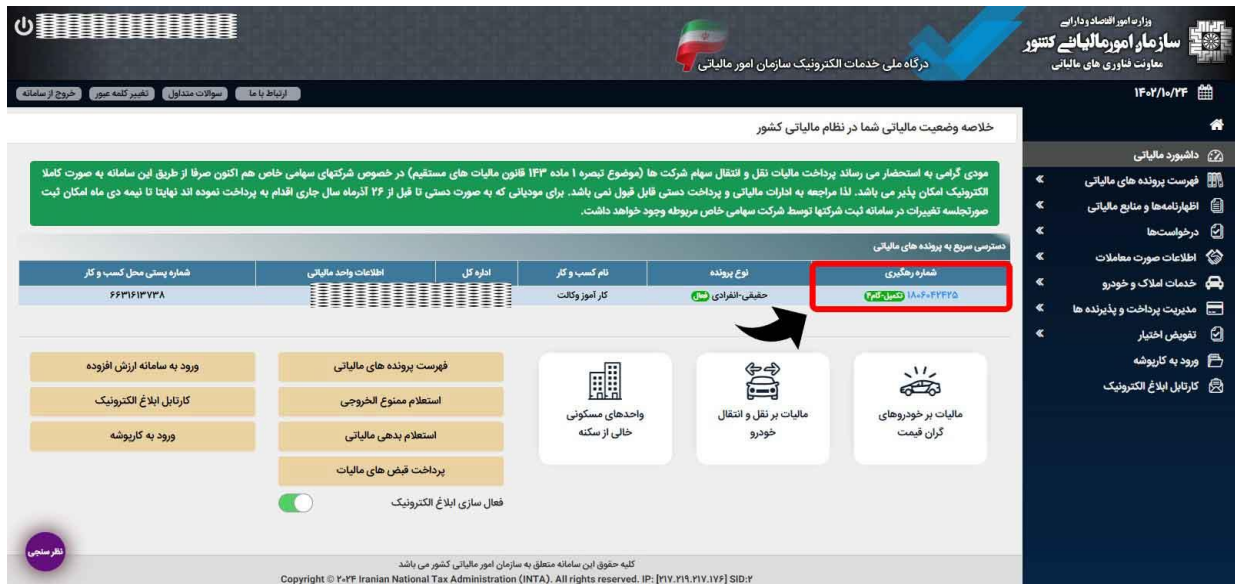 وزارت امور اقتصاد و دارایی
سازمان امور مالیاتی کشور
معاونت فناوری های مالیاتی
درگاه ملی خدمات الکترونیک سازمان امور مالیاتی
۱۴۰۲/۱۰/۲۴
ارتباط با ما
سوالات متداول
تغییر کلمه عبور
خروج از سامانه
داشبورد مالیاتی
فهرست پرونده های مالیاتی
اظهارنامه‌ها و منابع مالیاتی
درخواست‌ها
اطلاعات صورت معاملات
خدمات املاک و خودرو
مدیریت پرداخت و پذیرنده ها
تفویض اختیار
ورود به کارپوشه
کارتابل ابلاغ الکترونیک
خلاصه وضعیت مالیاتی شما در نظام مالیاتی کشور
مودی گرامی به استحضار می رساند پرداخت مالیات نقل و انتقال سهام شرکت ها (موضوع تبصره ۱ ماده ۱۴۳ قانون مالیات های مستقیم) در خصوص شرکتهای سهامی خاص هم اکنون صرفا از طریق این سامانه به صورت کاملا
الکترونیک امکان پذیر می باشد. لذا مراجعه به ادارات مالیاتی و پرداخت دستی قابل قبول نمی باشد. برای مودیانی که به صورت دستی تا قبل از ۲۶ آذرماه سال جاری اقدام به پرداخت نموده اند نهایتا تا نیمه دی ماه امکان ثبت
صورتجلسه تغییرات در سامانه ثبت شرکتها توسط شرکت سهامی خاص مربوطه وجود خواهد داشت.
دسترسی سریع به پرونده های مالیاتی
شماره رهگیری
نوع پرونده
نام کسب و کار
اداره کل
اطلاعات واحد مالیاتی
شماره پستی محل کسب و کار
۱۸۰۶۰۴۲۴۲۵ تکمیل-گام۴
حقیقی-انفرادی فعال
کار آموز وکالت
۶۶۳۱۶۱۳۷۳۸
مالیات بر خودروهای
گران قیمت
مالیات بر نقل و انتقال
خودرو
واحدهای مسکونی
خالی از سکنه
فهرست پرونده های مالیاتی
ورود به سامانه ارزش افزوده
استعلام ممنوع الخروجی
کارتابل ابلاغ الکترونیک
استعلام بدهی مالیاتی
ورود به کارپوشه
پرداخت قبض های مالیات
فعال سازی ابلاغ الکترونیک
نظر سنجی
کلیه حقوق این سامانه متعلق به سازمان امور مالیاتی کشور می باشد
Copyright © ۲۰۲۴ Iranian National Tax Administration (INTA). All rights reserved. IP: [۲۱۷.۲۱۹.۲۱۷.۱۷۶] SID:۲